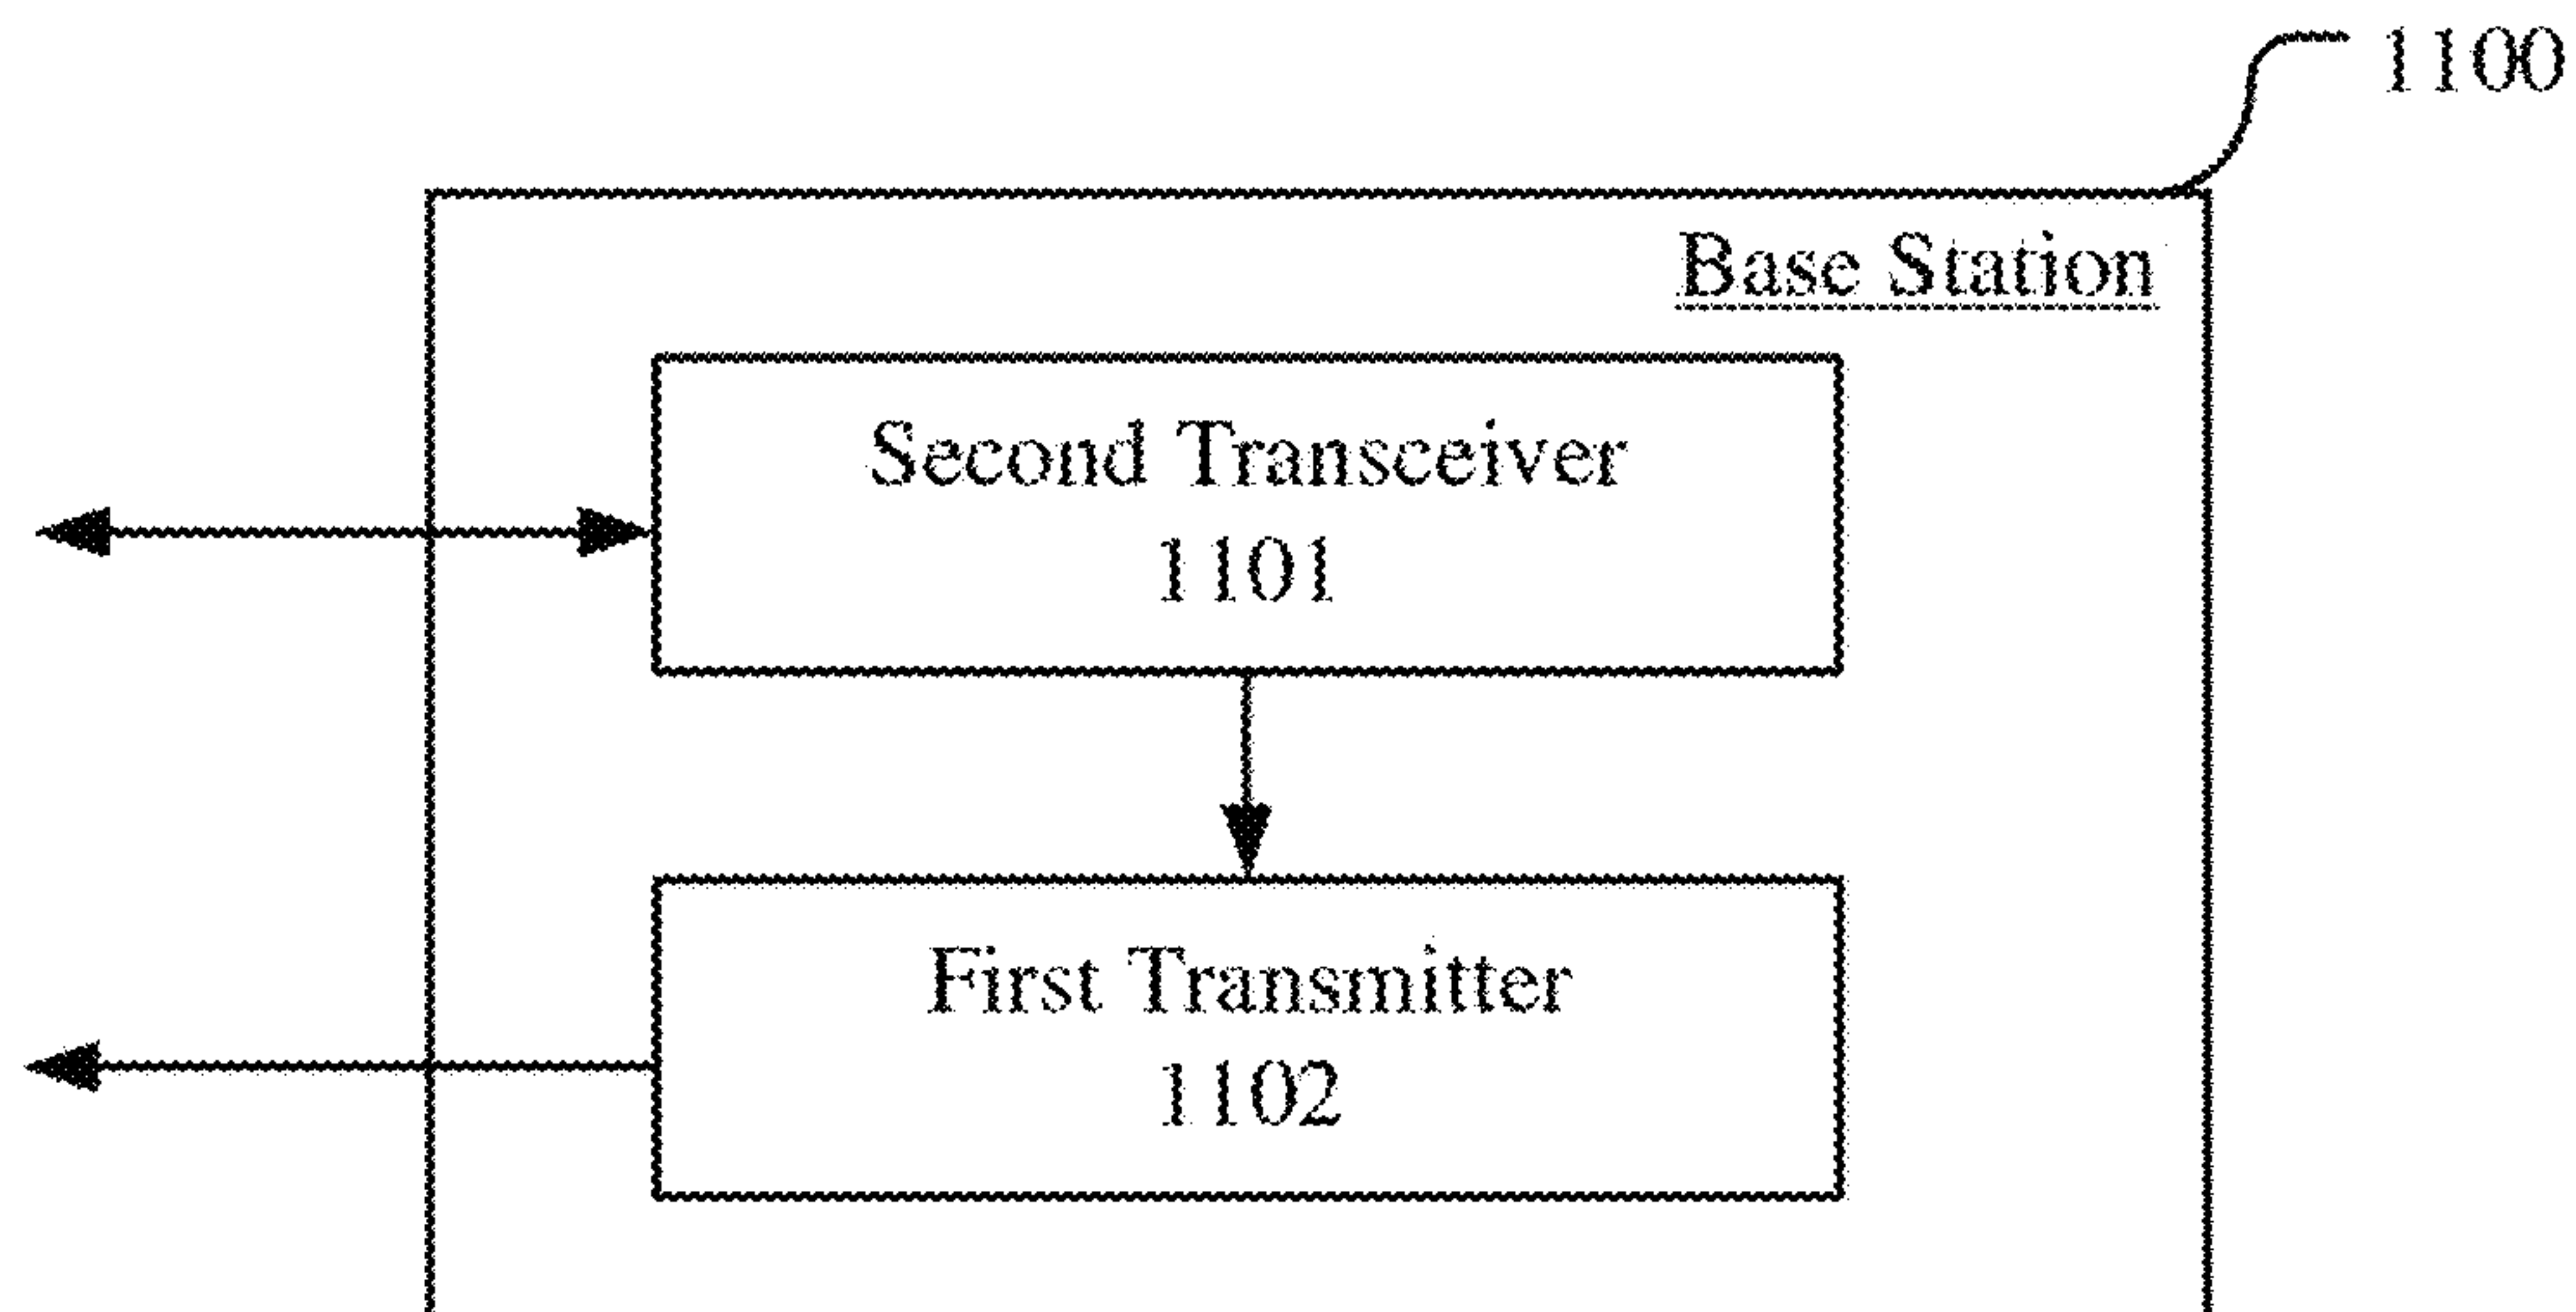 1100
Base Station
Second Transceiver
1101
First Transmitter
1102